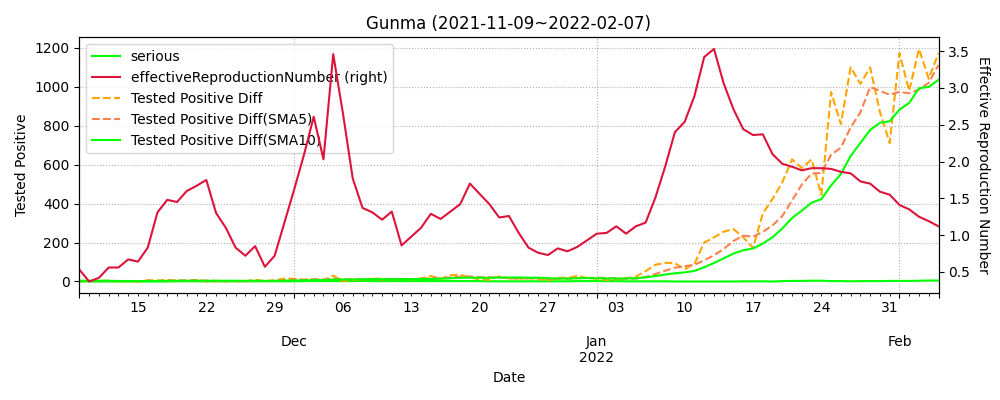 Gunma (2021-11-09~2022-02-07)
serious
effectiveReproductionNumber (right)
Tested Positive Diff
Tested Positive Diff(SMA5)
Tested Positive Diff(SMA10)
Tested Positive
1200
1000
800
600
400
200
0
3.5
3.0
2.5
2.0
1.5
1.0
0.5
Effective Reproduction Number
15 22 29 06 13 20 27 03 10 17 24 31
Dec Jan Feb
2022
Date